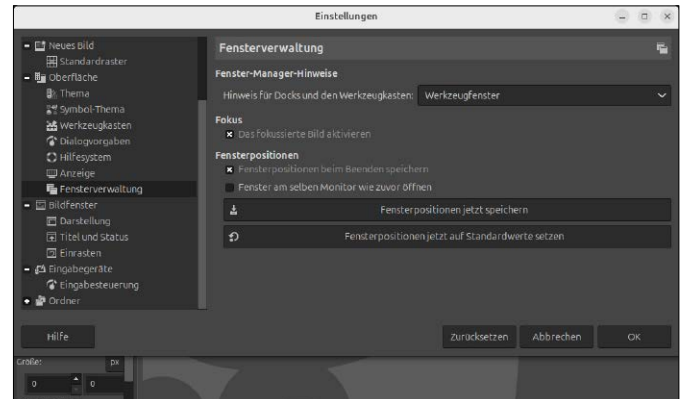 Einstellungen
Neues Bild
Standardraster
Oberfläche
Thema
Symbol-Thema
Werkzeugkasten
Dialogvorgaben
Hilfesystem
Anzeige
Fensterverwaltung
Bildfenster
Darstellung
Titel und Status
Einrasten
Eingabegeräte
Eingabesteuerung
Ordner
Fensterverwaltung
Fenster-Manager-Hinweise
Hinweis für Docks und den Werkzeugkasten: Werkzeugfenster
Fokus
Das fokussierte Bild aktivieren
Fensterpositionen
Fensterpositionen beim Beenden speichern
Fenster am selben Monitor wie zuvor öffnen
Fensterpositionen jetzt speichern
Fensterpositionen jetzt auf Standardwerte setzen
Hilfe Zurücksetzen Abbrechen OK
Größe: px
0 0